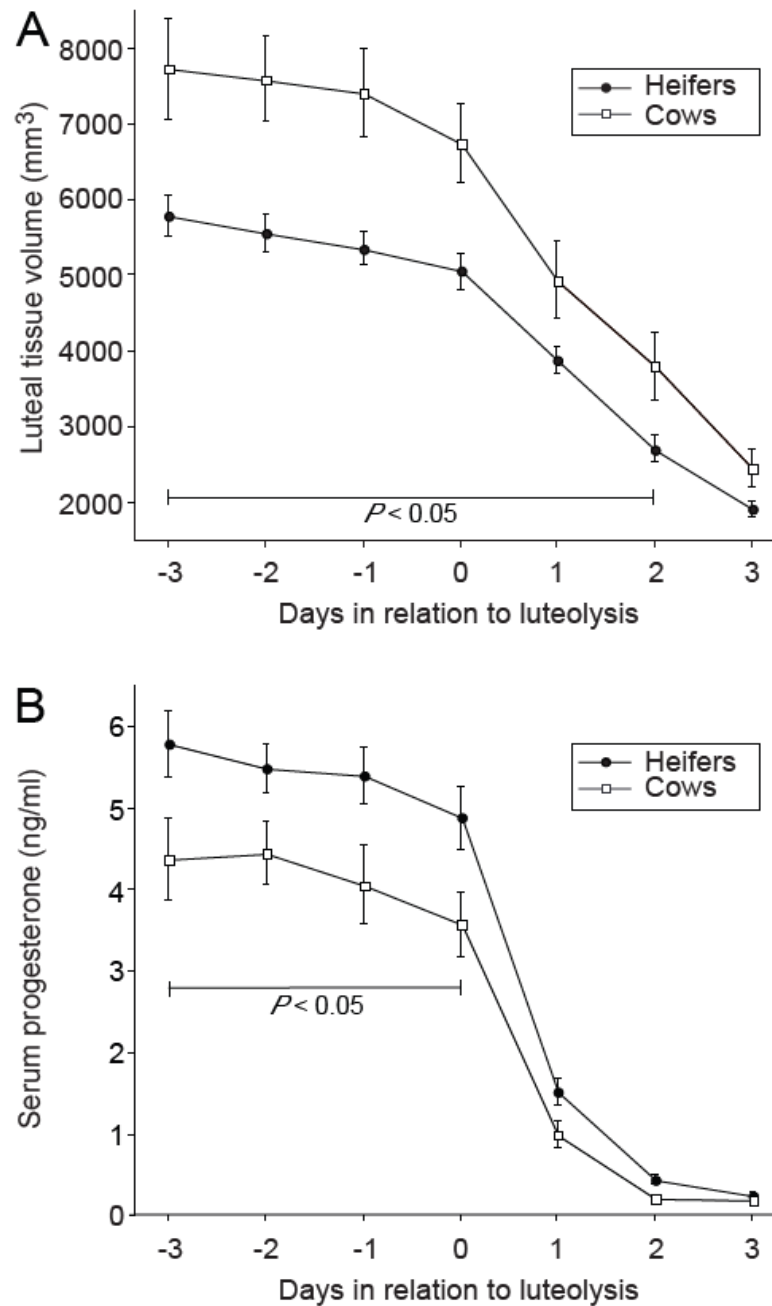 A
Luteal tissue volume (mm³)
8000
7000
6000
5000
4000
3000
2000
Heifers
Cows
P < 0.05
-3 -2 -1 0 1 2 3
Days in relation to luteolysis
B
Serum progesterone (ng/ml)
6
5
4
3
2
1
0
Heifers
Cows
P < 0.05
-3 -2 -1 0 1 2 3
Days in relation to luteolysis